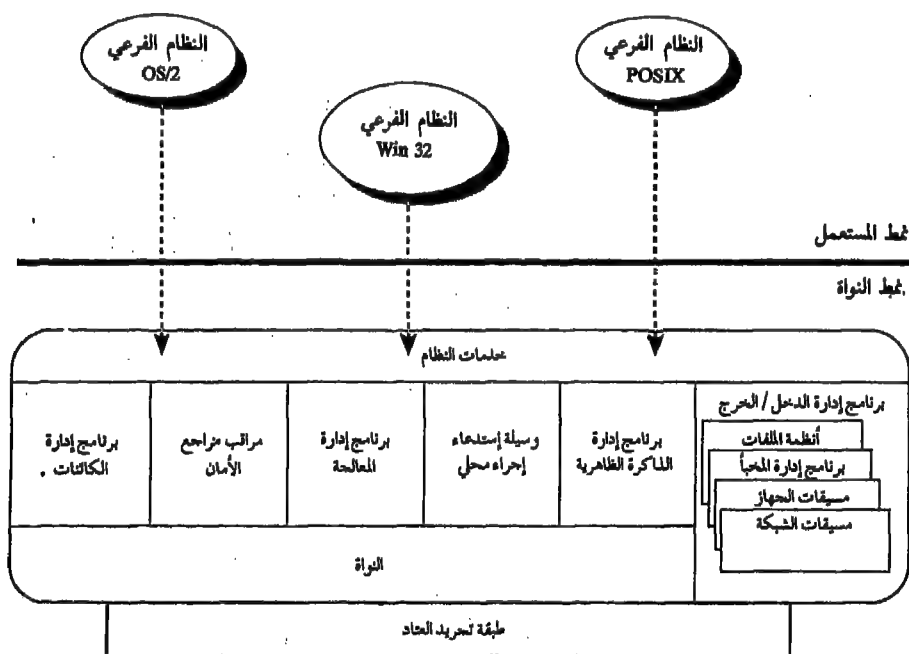 النظام الفرعي
OS/2
النظام الفرعي
POSIX
النظام الفرعي
Win 32
نمط المستعمل
نمط النواة
خدمات النظام
برنامج إدارة الدخل / الخرج
أنظمة الملفات
برنامج إدارة المخبأ
مسيقات الجهاز
مسيقات الشبكة
برنامج إدارة
الذاكرة الظاهرية
وسيلة إستدعاء
إجراء محلي
برنامج إدارة
المعالجة
مراقب مراجع
الأمان
برنامج إدارة
الكائنات
النواة
طبقة تجريد العتاد